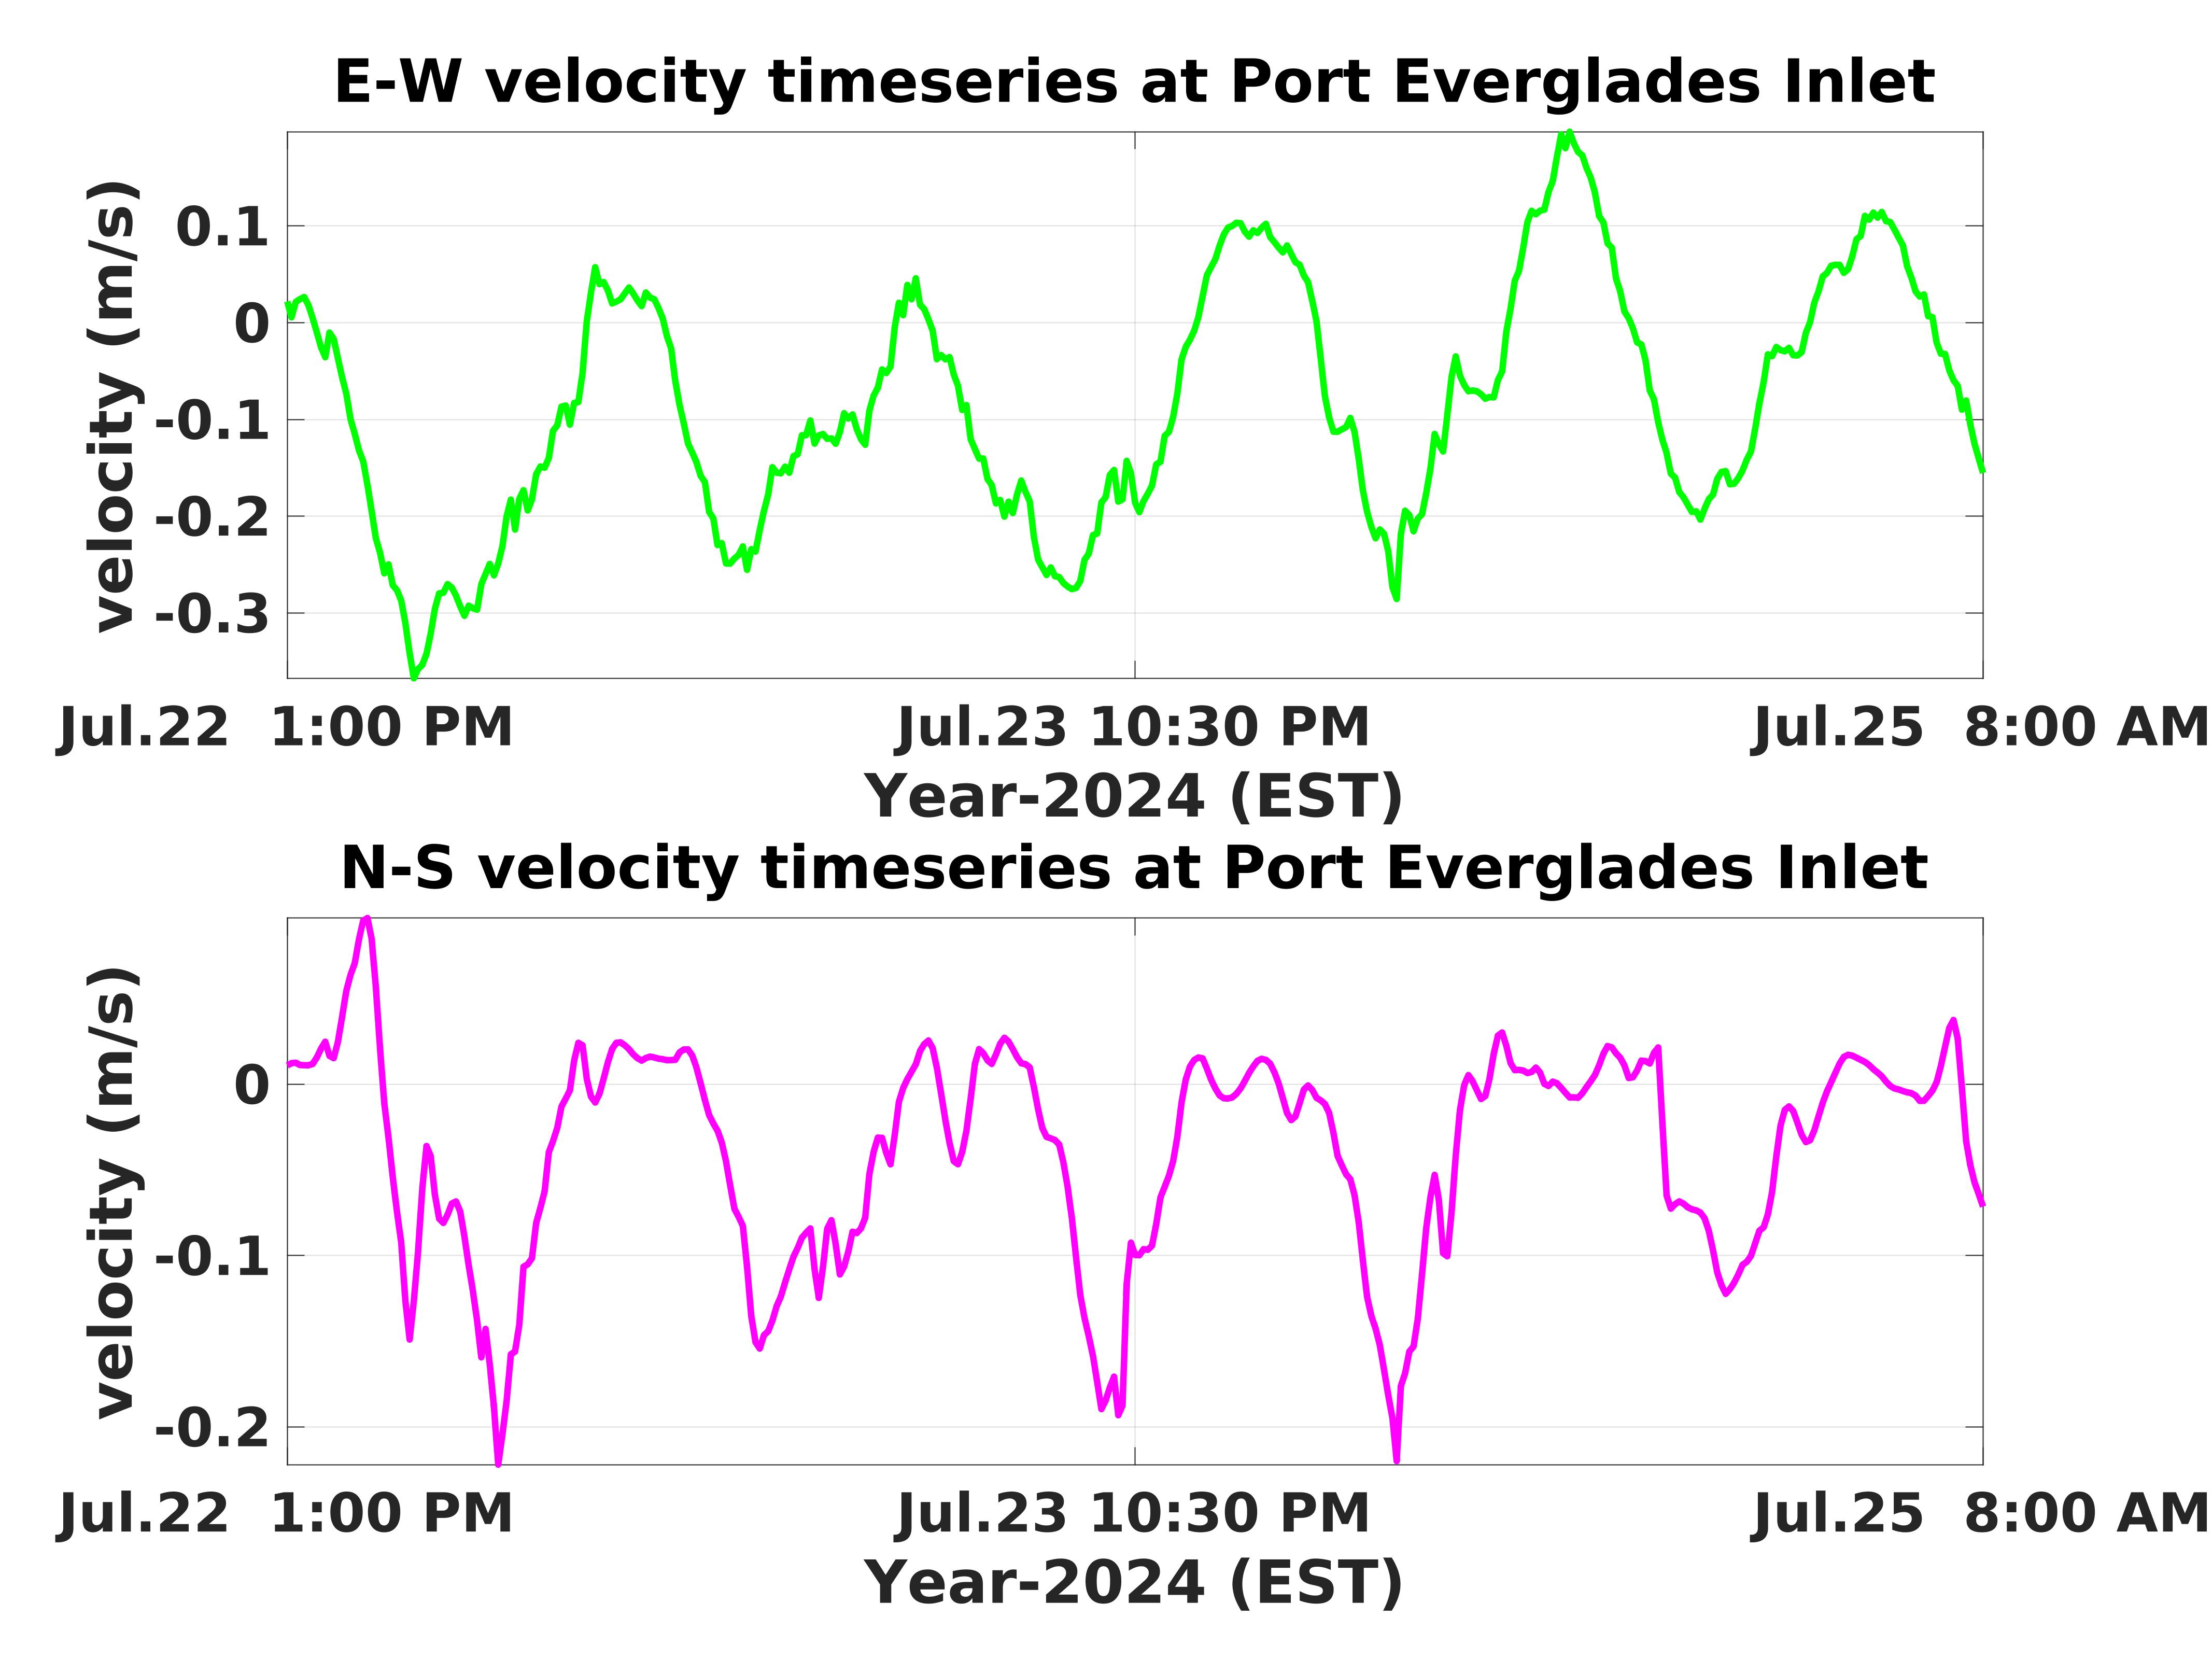 E-W velocity timeseries at Port Everglades Inlet
velocity (m/s)
0.1
0
-0.1
-0.2
-0.3
Jul.22  1:00 PM
Jul.23 10:30 PM
Jul.25  8:00 AM
Year-2024 (EST)
N-S velocity timeseries at Port Everglades Inlet
velocity (m/s)
0
-0.1
-0.2
Jul.22  1:00 PM
Jul.23 10:30 PM
Jul.25  8:00 AM
Year-2024 (EST)